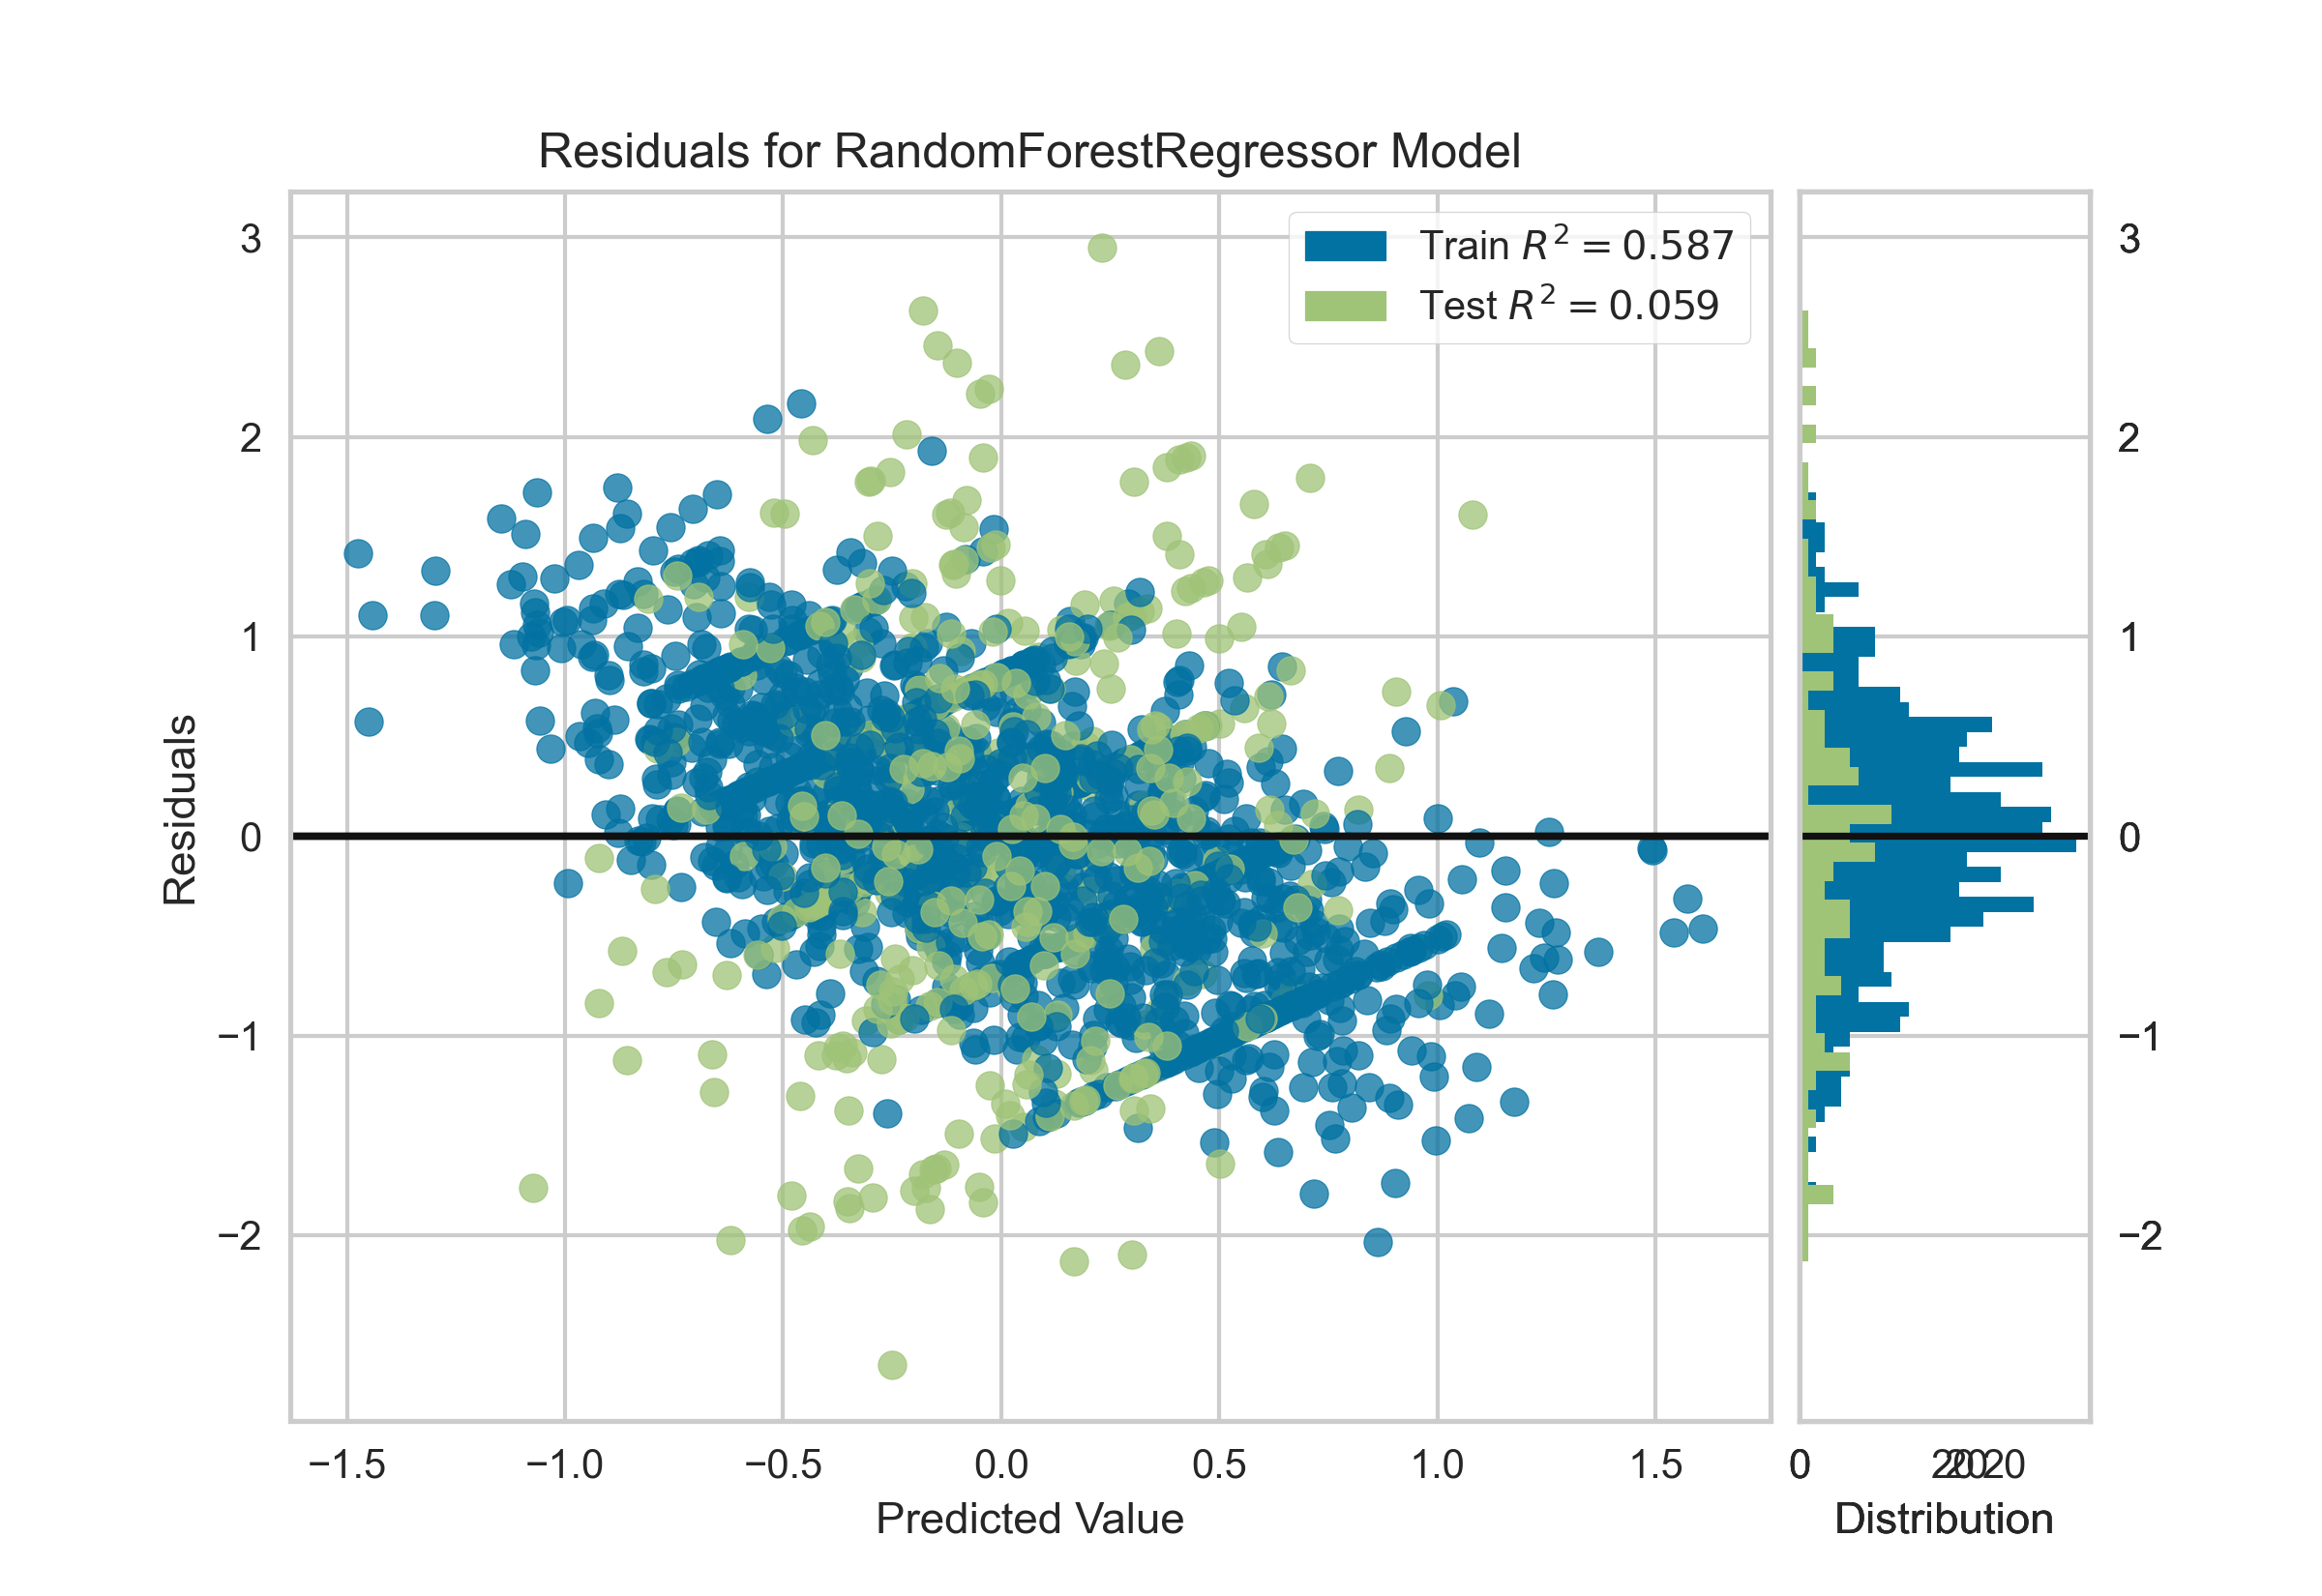 Residuals for RandomForestRegressor Model
Train R² = 0.587
Test R² = 0.059
3
2
1
0
−1
−2
Residuals
−1.5 −1.0 −0.5 0.0 0.5 1.0 1.5
Predicted Value
3
2
1
0
−1
−2
0
Distribution